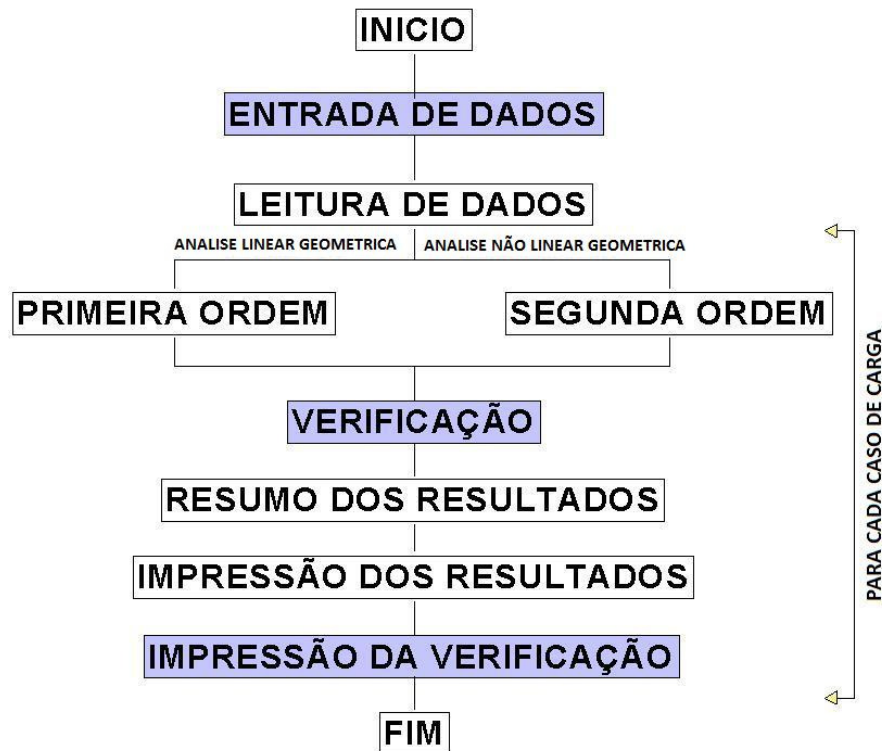 INICIO
ENTRADA DE DADOS
LEITURA DE DADOS
ANALISE LINEAR GEOMETRICA
ANALISE NÃO LINEAR GEOMETRICA
PRIMEIRA ORDEM
SEGUNDA ORDEM
VERIFICAÇÃO
RESUMO DOS RESULTADOS
IMPRESSÃO DOS RESULTADOS
IMPRESSÃO DA VERIFICAÇÃO
FIM
PARA CADA CASO DE CARGA